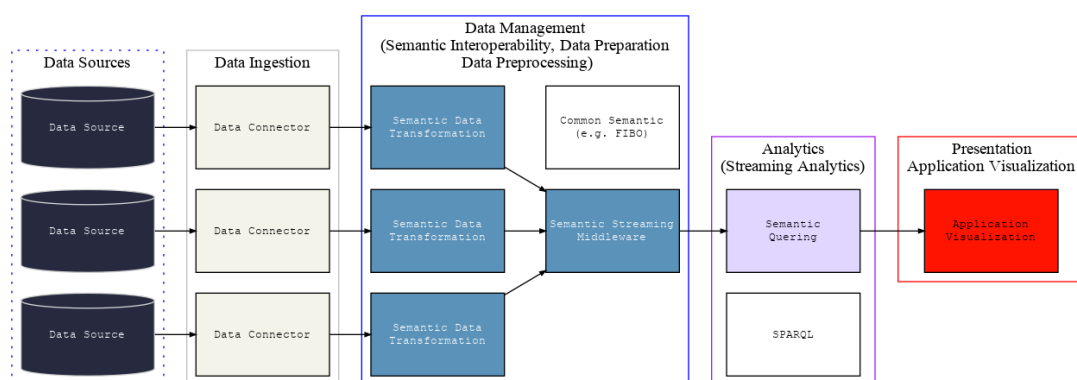 Data Sources
Data Source
Data Source
Data Source
Data Ingestion
Data Connector
Data Connector
Data Connector
Data Management
(Semantic Interoperability, Data Preparation
Data Preprocessing)
Semantic Data
Transformation
Semantic Data
Transformation
Semantic Data
Transformation
Common Semantic
(e.g. FIBO)
Semantic Streaming
Middleware
Analytics
(Streaming Analytics)
Semantic
Quering
SPARQL
Presentation
Application Visualization
Application
Visualization